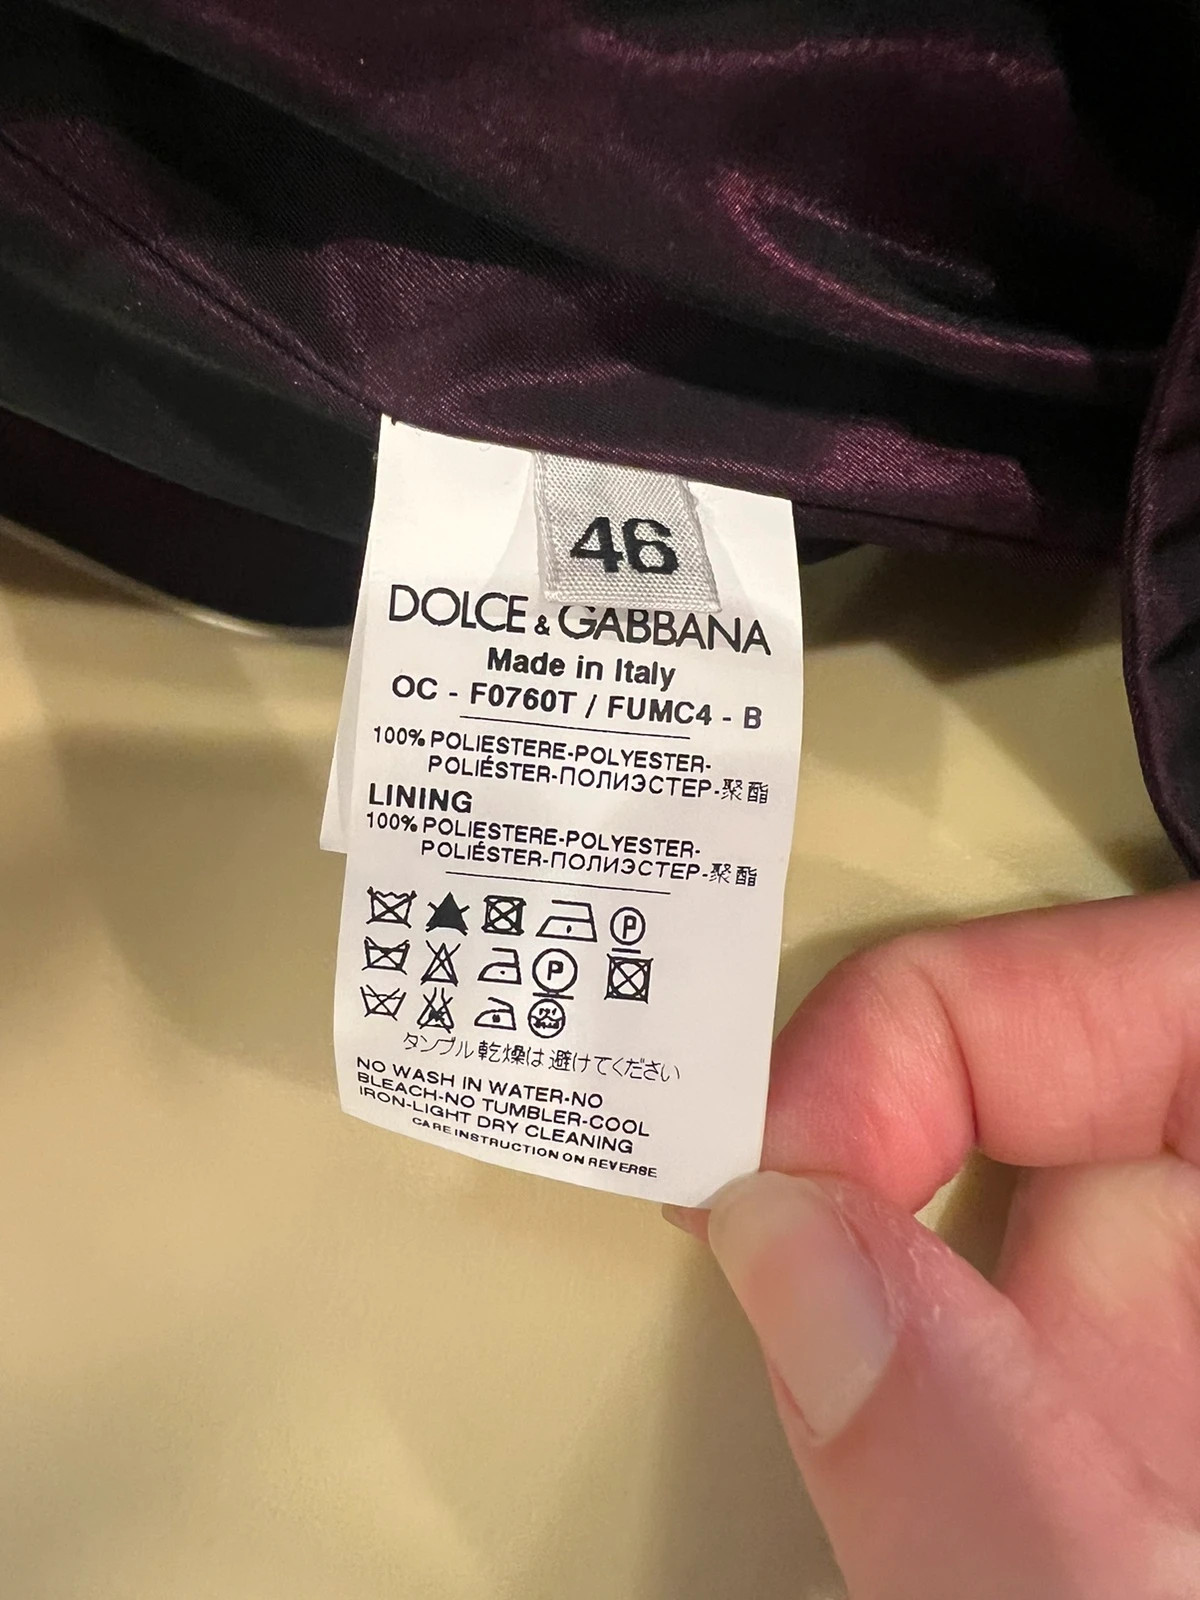 46
DOLCE & GABBANA
Made in Italy
OC - F0760T / FUMC4 - B
100% POLIESTERE-POLYESTER-
POLIÉSTER-ПОЛИЭСТЕР-聚酯
LINING
100% POLIESTERE-POLYESTER-
POLIÉSTER-ПОЛИЭСТЕР-聚酯
P
P
タンブル乾燥は避けてください
NO WASH IN WATER-NO
BLEACH-NO TUMBLER-COOL
IRON-LIGHT DRY CLEANING
CARE INSTRUCTION ON REVERSE